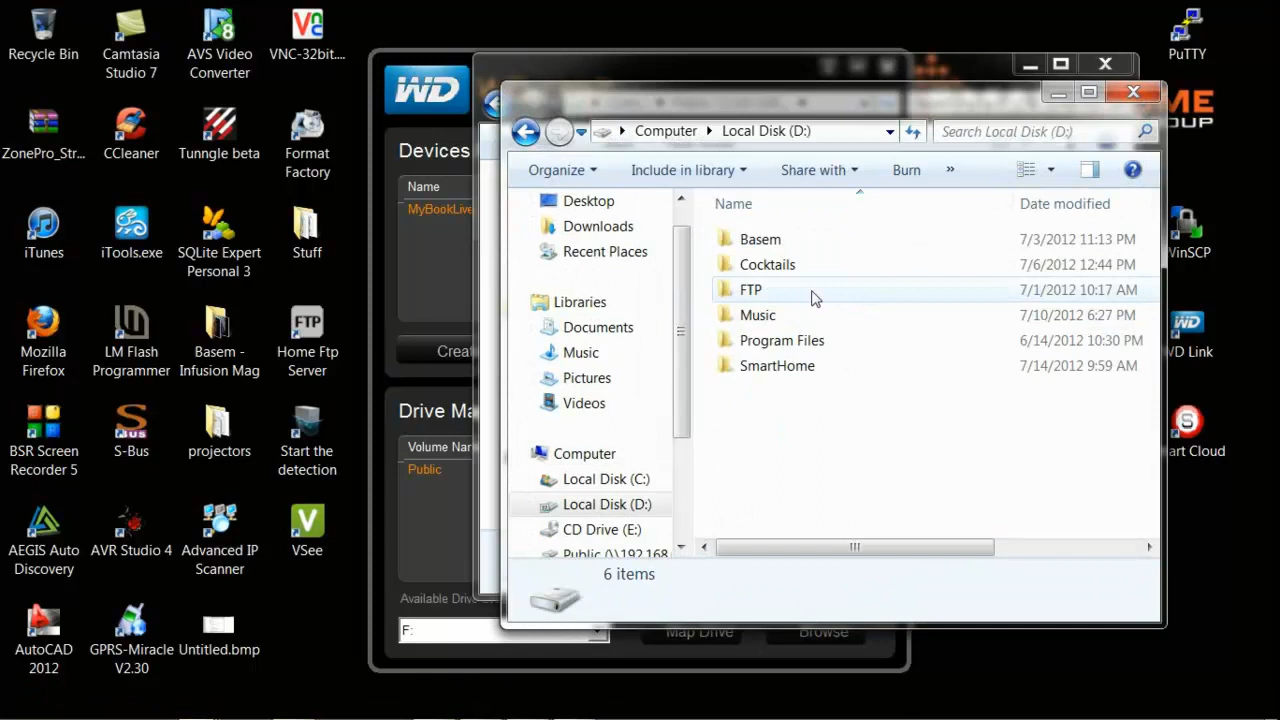 Recycle Bin
Camtasia
Studio 7
AVS Video
Converter
VNC-32bit....
ZonePro_Str...
CCleaner
Tunngle beta
Format
Factory
iTunes
iTools.exe
SQLite Expert
Personal 3
Stuff
Mozilla
Firefox
LM Flash
Programmer
Basem -
Infusion Mag
FTP
Home Ftp
Server
BSR Screen
Recorder 5
S-Bus
projectors
Start the
detection
AEGIS Auto
Discovery
AVR Studio 4
Advanced IP
Scanner
VSee
AutoCAD
2012
GPRS-Miracle
V2.30
Untitled.bmp
WD
Devices
Name
MyBookLive
Creat
Drive Ma
Volume Nam
Public
Available Drive
F:
Map Drive
Browse
Computer
Local Disk (D:)
Search Local Disk (D:)
Organize
Include in library
Share with
Burn
»
Desktop
Downloads
Recent Places
Libraries
Documents
Music
Pictures
Videos
Computer
Local Disk (C:)
Local Disk (D:)
CD Drive (E:)
Public (\\192.168
Name
Date modified
Basem
7/3/2012 11:13 PM
Cocktails
7/6/2012 12:44 PM
FTP
7/1/2012 10:17 AM
Music
7/10/2012 6:27 PM
Program Files
6/14/2012 10:30 PM
SmartHome
7/14/2012 9:59 AM
6 items
PuTTY
ME
OUP
WinSCP
WD
WD Link
S
art Cloud